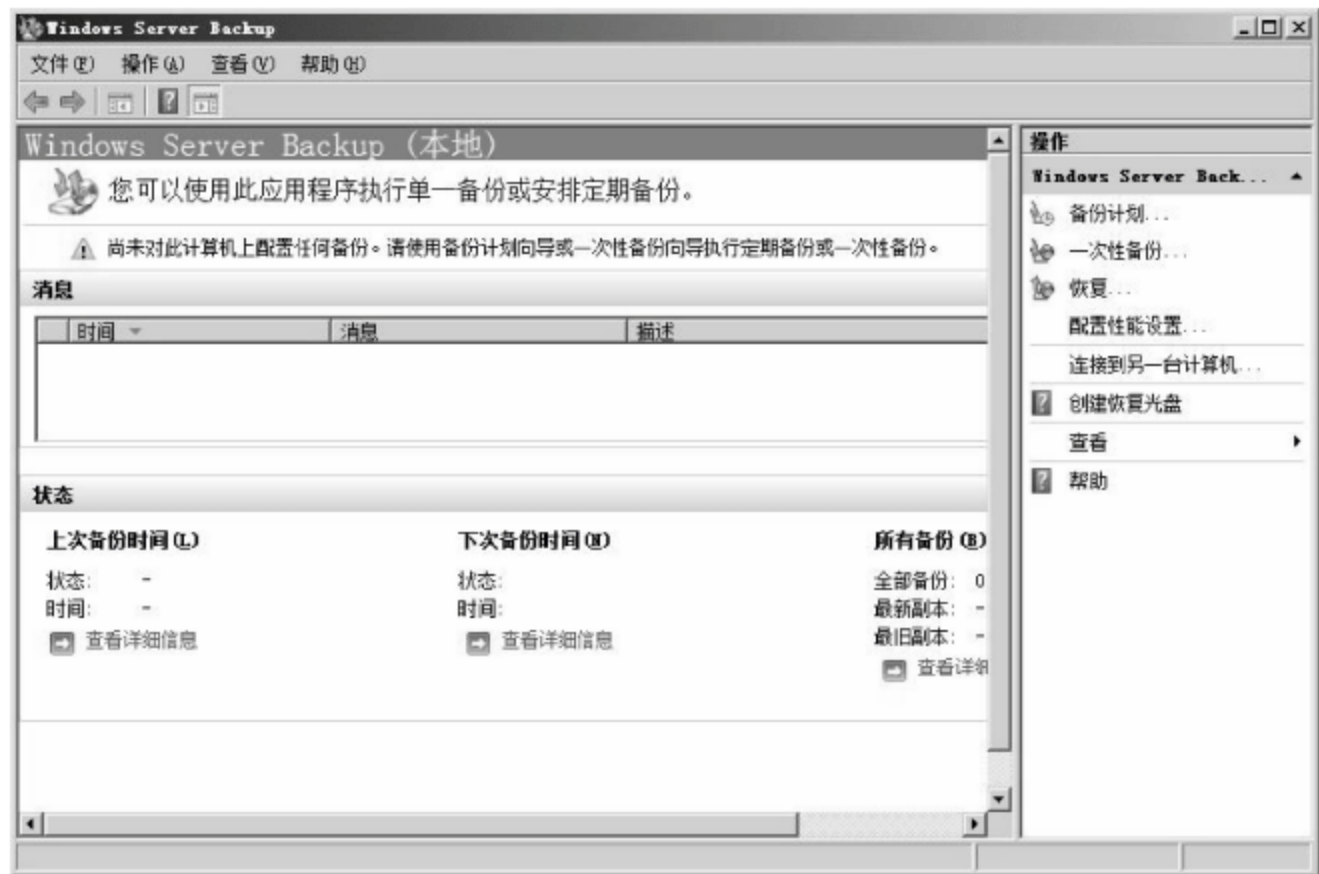 Windows Server Backup
文件(F) 操作(A) 查看(V) 帮助(H)
Windows Server Backup (本地)
您可以使用此应用程序执行单一备份或安排定期备份。
尚未对此计算机上配置任何备份。请使用备份计划向导或一次性备份向导执行定期备份或一次性备份。
消息
时间 消息 描述
状态
上次备份时间(L) 下次备份时间(N) 所有备份(B)
状态: - 状态: 全部备份: 0
时间: - 时间: 最新副本: -
最旧副本: -
查看详细信息 查看详细信息
查看详细
操作
Windows Server Back...
备份计划...
一次性备份...
恢复...
配置性能设置...
连接到另一台计算机...
创建恢复光盘
查看
帮助